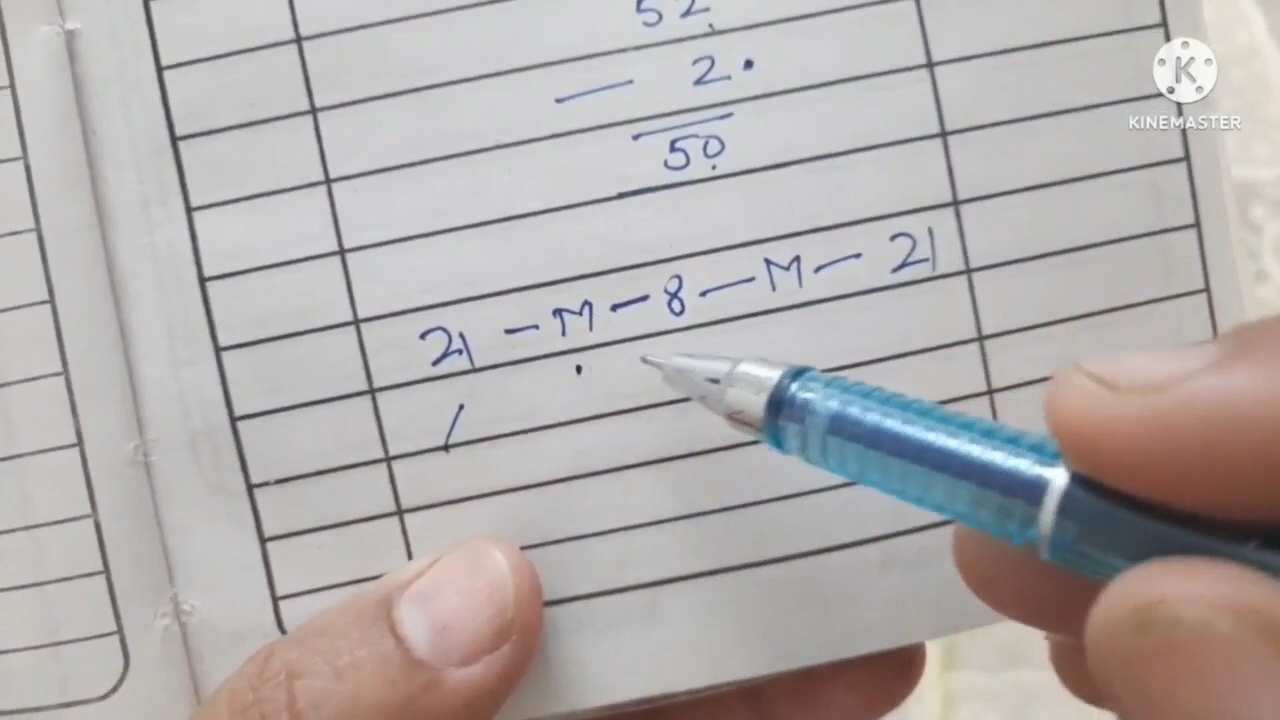 52
— 2.
50
21 – M – 8 — M – 21
K
KINEMASTER